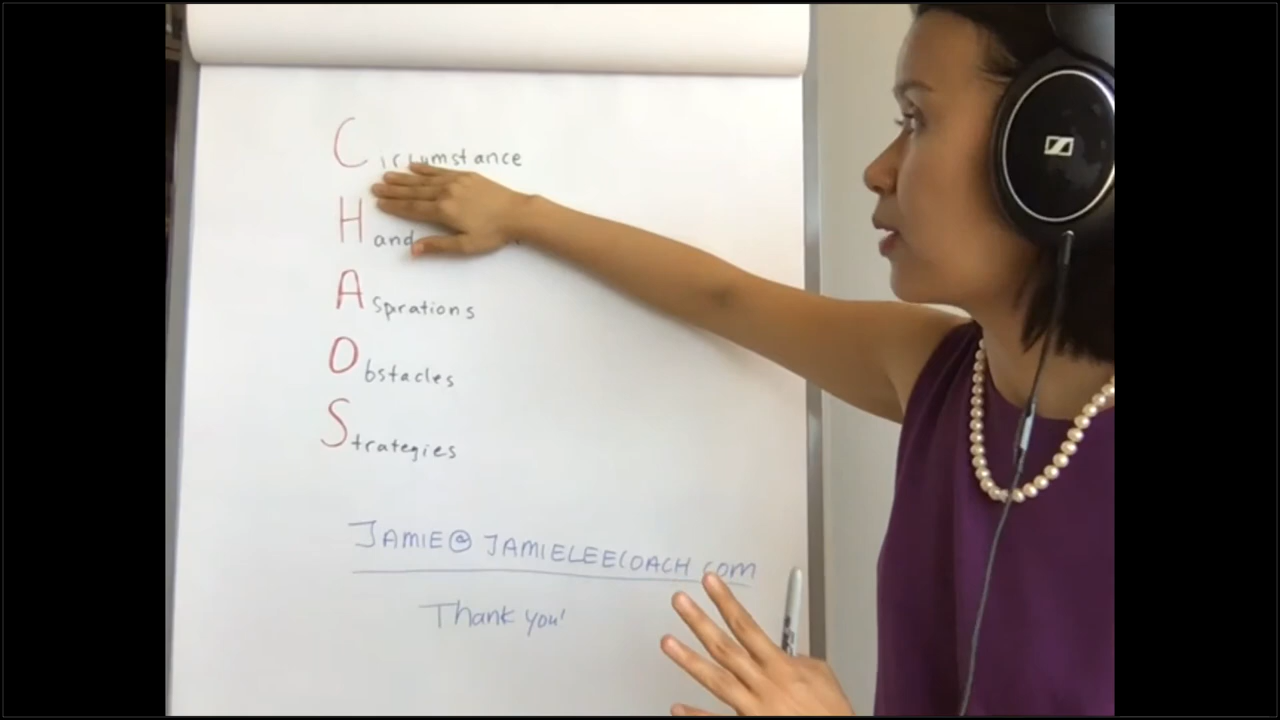 Circumstance
Hand
Asprations
Obstacles
Strategies
JAMIE@JAMIELEECOACH.COM
Thank you!